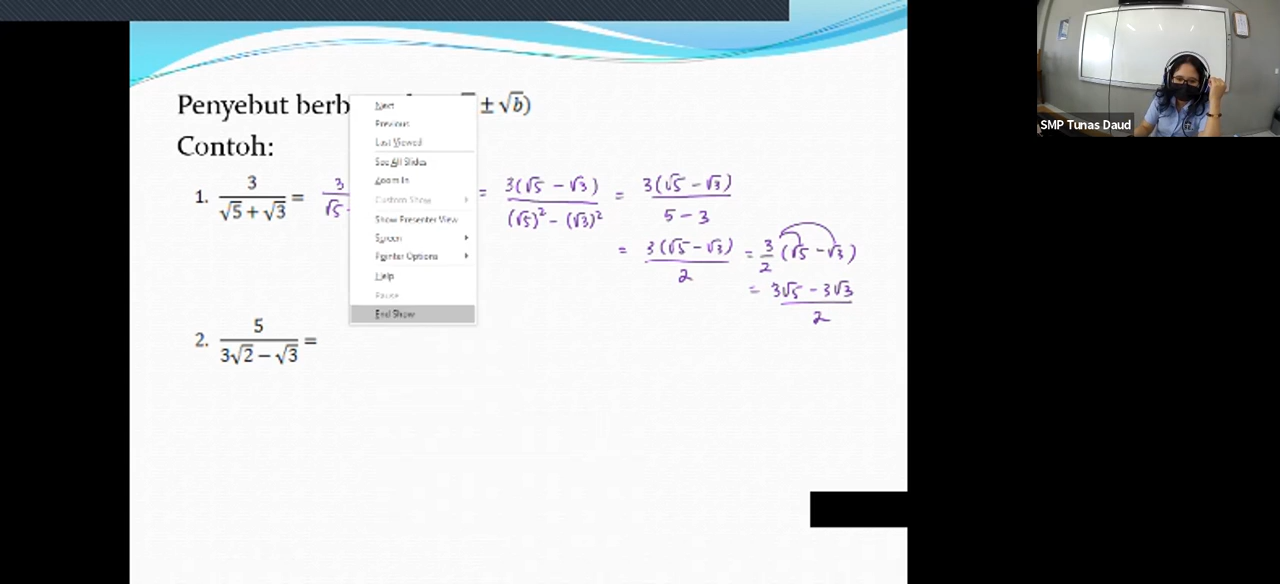 Penyebut berb ± √b)
Contoh:
1. 3/(√5 + √3) = 3/√5 = 3(√5 − √3)/((√5)² − (√3)²) = 3(√5 − √3)/(5 − 3)
= 3(√5 − √3)/2 = 3/2 (√5 − √3)
= (3√5 − 3√3)/2
2. 5/(3√2 − √3) =
Next
Previous
Last Viewed
See All Slides
Zoom In
Custom Show
Show Presenter View
Screen
Pointer Options
Help
Pause
End Show
SMP Tunas Daud